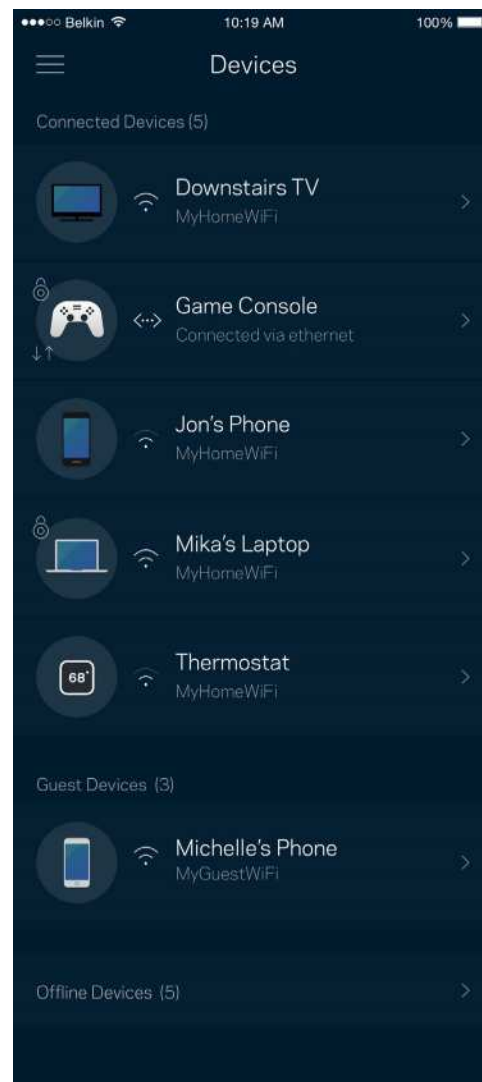 Belkin 10:19 AM 100%
Devices
Connected Devices (5)
Downstairs TV
MyHomeWiFi
Game Console
Connected via ethernet
Jon's Phone
MyHomeWiFi
Mika's Laptop
MyHomeWiFi
68°
Thermostat
MyHomeWiFi
Guest Devices (3)
Michelle's Phone
MyGuestWiFi
Offline Devices (5)